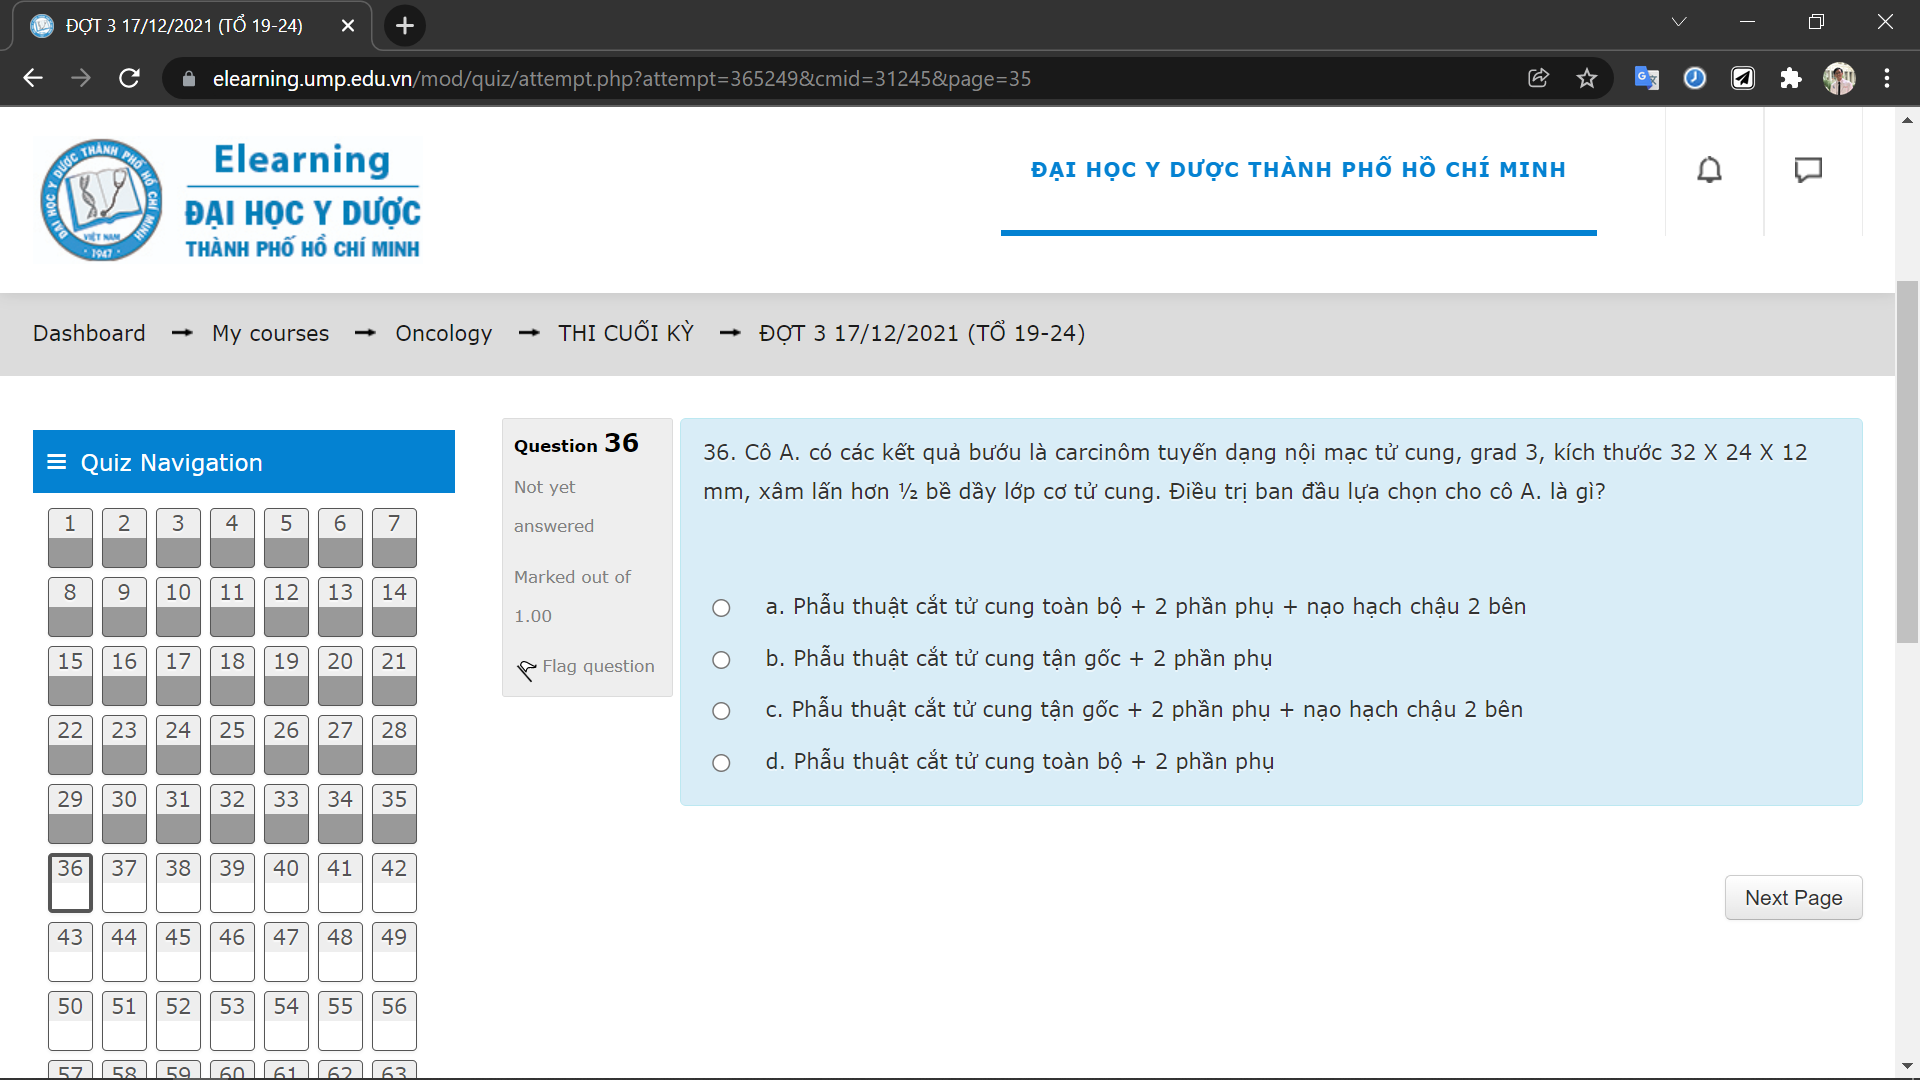 ĐỢT 3 17/12/2021 (TỔ 19-24)
elearning.ump.edu.vn/mod/quiz/attempt.php?attempt=365249&cmid=31245&page=35
ĐẠI HỌC Y DƯỢC THÀNH PHỐ HỒ CHÍ MINH
VIỆT NAM
1947
Elearning
ĐẠI HỌC Y DƯỢC
THÀNH PHỐ HỒ CHÍ MINH
ĐẠI HỌC Y DƯỢC THÀNH PHỐ HỒ CHÍ MINH
Dashboard → My courses → Oncology → THI CUỐI KỲ → ĐỢT 3 17/12/2021 (TỔ 19-24)
Quiz Navigation
1 2 3 4 5 6 7
8 9 10 11 12 13 14
15 16 17 18 19 20 21
22 23 24 25 26 27 28
29 30 31 32 33 34 35
36 37 38 39 40 41 42
43 44 45 46 47 48 49
50 51 52 53 54 55 56
57 58 59 60 61 62 63
Question 36
Not yet
answered
Marked out of
1.00
Flag question
36. Cô A. có các kết quả bướu là carcinôm tuyến dạng nội mạc tử cung, grad 3, kích thước 32 X 24 X 12
mm, xâm lấn hơn ½ bề dầy lớp cơ tử cung. Điều trị ban đầu lựa chọn cho cô A. là gì?
a. Phẫu thuật cắt tử cung toàn bộ + 2 phần phụ + nạo hạch chậu 2 bên
b. Phẫu thuật cắt tử cung tận gốc + 2 phần phụ
c. Phẫu thuật cắt tử cung tận gốc + 2 phần phụ + nạo hạch chậu 2 bên
d. Phẫu thuật cắt tử cung toàn bộ + 2 phần phụ
Next Page